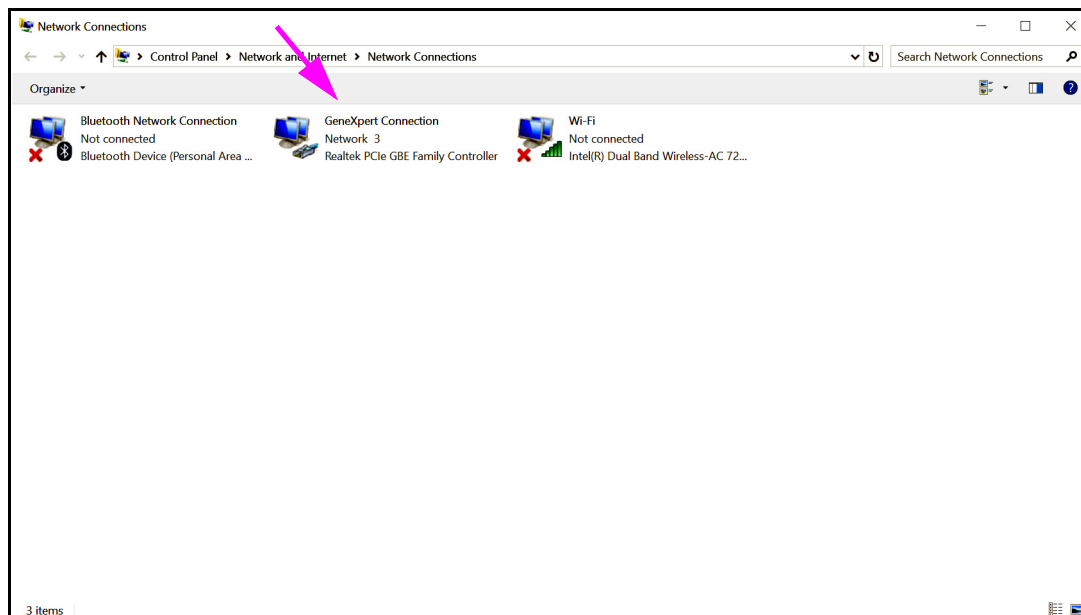 Network Connections
Control Panel > Network and Internet > Network Connections
Search Network Connections
Organize
?
Bluetooth Network Connection
Not connected
Bluetooth Device (Personal Area ...
GeneXpert Connection
Network 3
Realtek PCIe GBE Family Controller
Wi-Fi
Not connected
Intel(R) Dual Band Wireless-AC 72...
3 items